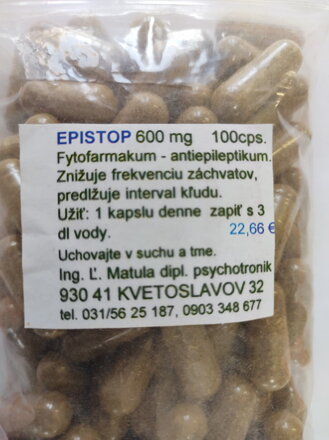 EPISTOP 600 mg 100cps.
Fytofarmakum - antiepileptikum.
Znižuje frekvenciu záchvatov,
predlžuje interval kľudu.
Užiť: 1 kapslu denne zapiť s 3
dl vody. 22,66 €
Uchovajte v suchu a tme.
Ing. Ľ. Matula dipl. psychotronik
930 41 KVETOSLAVOV 32
tel. 031/56 25 187, 0903 348 677